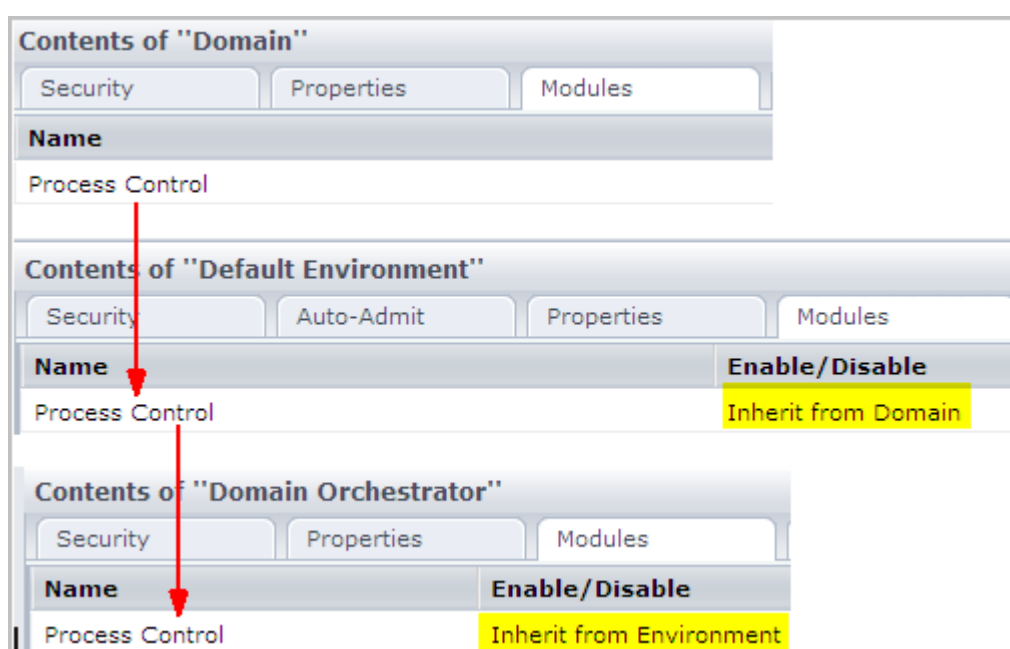 Contents of ''Domain''
Security Properties Modules
Name
Process Control
Contents of ''Default Environment''
Security Auto-Admit Properties Modules
Name Enable/Disable
Process Control Inherit from Domain
Contents of ''Domain Orchestrator''
Security Properties Modules
Name Enable/Disable
Process Control Inherit from Environment